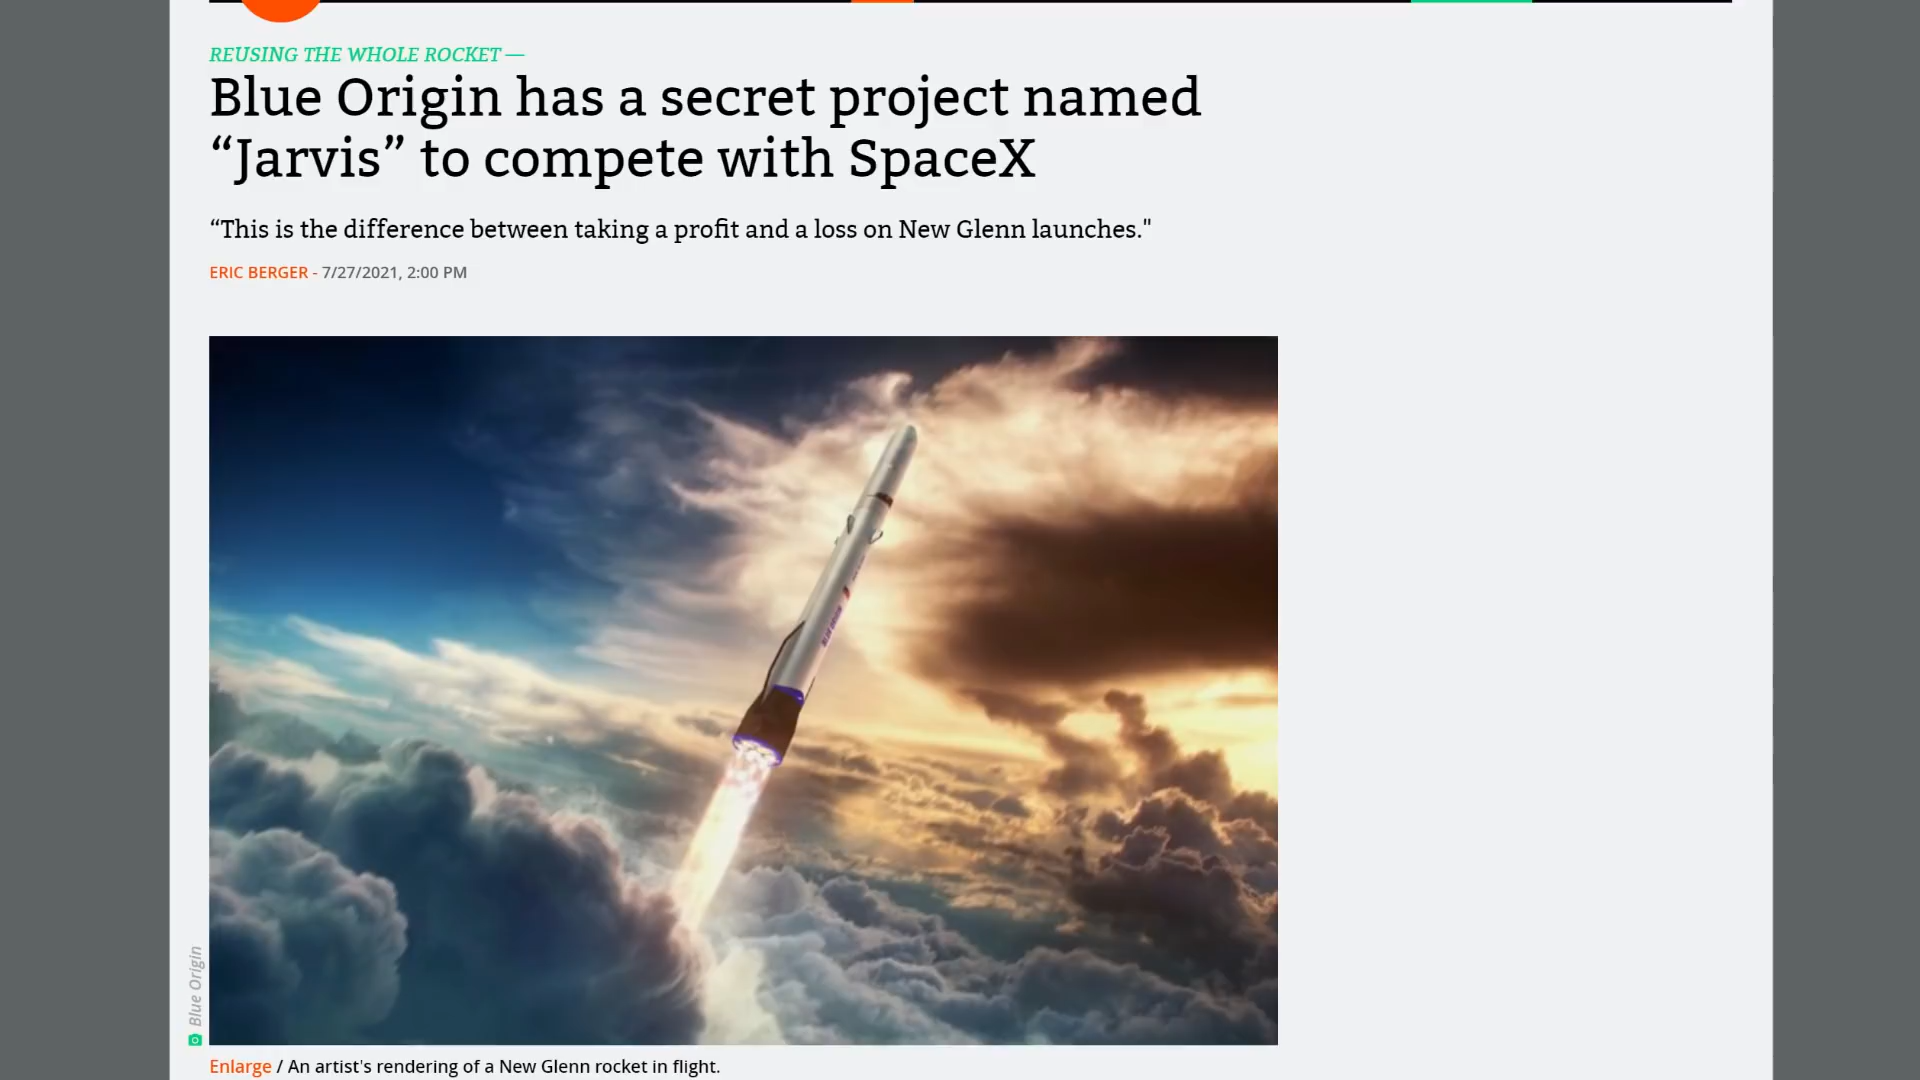 REUSING THE WHOLE ROCKET —
Blue Origin has a secret project named
“Jarvis” to compete with SpaceX
“This is the difference between taking a profit and a loss on New Glenn launches."
ERIC BERGER - 7/27/2021, 2:00 PM
BLUE ORIGIN
Blue Origin
Enlarge / An artist's rendering of a New Glenn rocket in flight.